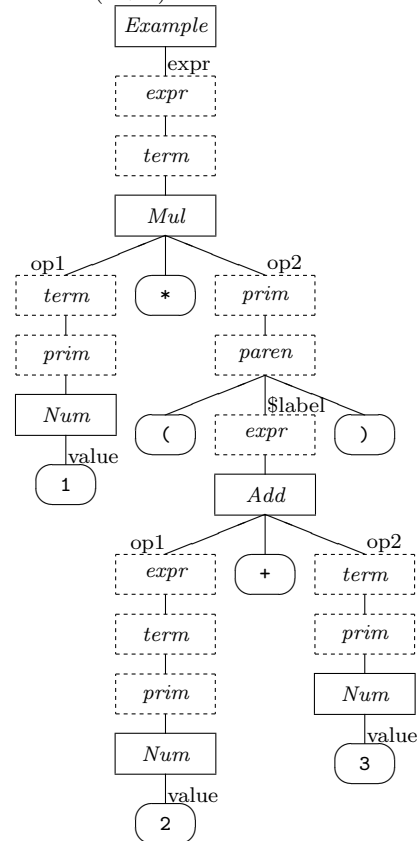 Example
expr
expr
term
Mul
op1 op2
term * prim
prim paren
Num $label
( expr )
value
1
Add
op1 op2
expr + term
term prim
prim Num
value
Num 3
value
2